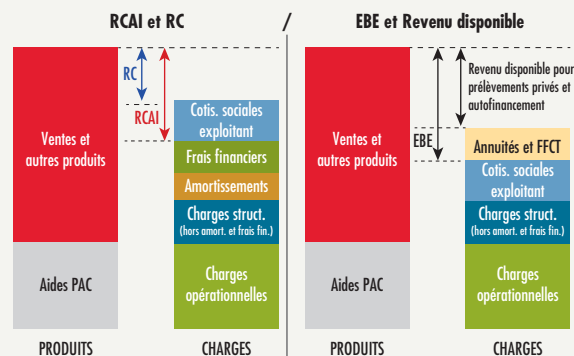 RCAI et RC
/
EBE et Revenu disponible
RC
RCAI
Ventes et
autres produits
Aides PAC
PRODUITS
Cotis. sociales
exploitant
Frais financiers
Amortissements
Charges struct.
(hors amort. et frais fin.)
Charges
opérationnelles
CHARGES
Ventes et
autres produits
Aides PAC
PRODUITS
EBE
Revenu disponible pour
prélèvements privés et
autofinancement
Annuités et FFCT
Cotis. sociales
exploitant
Charges struct.
(hors amort. et frais fin.)
Charges
opérationnelles
CHARGES